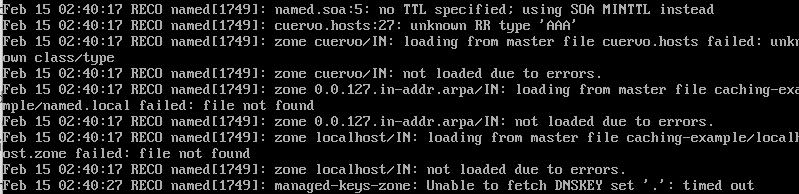 Feb 15 02:40:17 RECO named[1749]: named.soa:5: no TTL specified; using SOA MINTTL instead
Feb 15 02:40:17 RECO named[1749]: cuervo.hosts:27: unknown RR type 'AAA'
Feb 15 02:40:17 RECO named[1749]: zone cuervo/IN: loading from master file cuervo.hosts failed: unkn
own class/type
Feb 15 02:40:17 RECO named[1749]: zone cuervo/IN: not loaded due to errors.
Feb 15 02:40:17 RECO named[1749]: zone 0.0.127.in-addr.arpa/IN: loading from master file caching-exa
mple/named.local failed: file not found
Feb 15 02:40:17 RECO named[1749]: zone 0.0.127.in-addr.arpa/IN: not loaded due to errors.
Feb 15 02:40:17 RECO named[1749]: zone localhost/IN: loading from master file caching-example/localh
ost.zone failed: file not found
Feb 15 02:40:17 RECO named[1749]: zone localhost/IN: not loaded due to errors.
Feb 15 02:40:27 RECO named[1749]: managed-keys-zone: Unable to fetch DNSKEY set '.': timed out